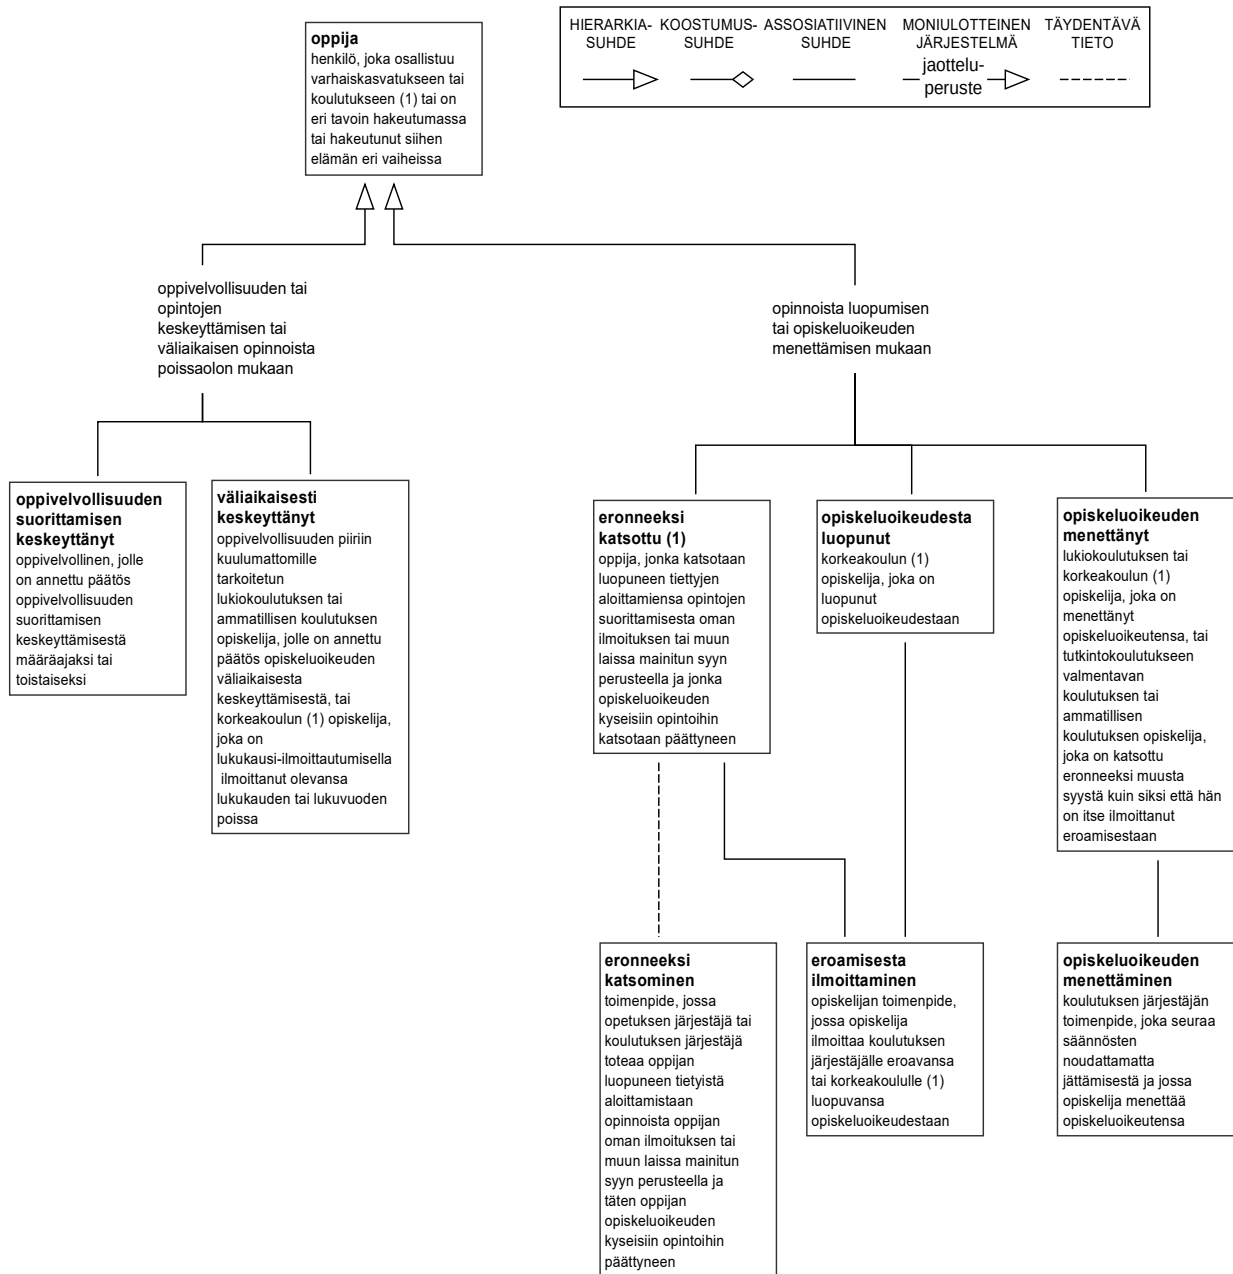 oppija
henkilö, joka osallistuu
varhaiskasvatukseen tai
koulutukseen (1) tai on
eri tavoin hakeutumassa
tai hakeutunut siihen
elämän eri vaiheissa
HIERARKIA-
SUHDE
KOOSTUMUS-
SUHDE
ASSOSIATIIVINEN
SUHDE
MONIULOTTEINEN
JÄRJESTELMÄ
jaottelu-
peruste
TÄYDENTÄVÄ
TIETO
oppivelvollisuuden tai
opintojen
keskeyttämisen tai
väliaikaisen opinnoista
poissaolon mukaan
opinnoista luopumisen
tai opiskeluoikeuden
menettämisen mukaan
oppivelvollisuuden
suorittamisen
keskeyttänyt
oppivelvollinen, jolle
on annettu päätös
oppivelvollisuuden
suorittamisen
keskeyttämisestä
määräajaksi tai
toistaiseksi
väliaikaisesti
keskeyttänyt
oppivelvollisuuden piiriin
kuulumattomille
tarkoitetun
lukiokoulutuksen tai
ammatillisen koulutuksen
opiskelija, jolle on annettu
päätös opiskeluoikeuden
väliaikaisesta
keskeyttämisestä, tai
korkeakoulun (1) opiskelija,
joka on
lukukausi-ilmoittautumisella
ilmoittanut olevansa
lukukauden tai lukuvuoden
poissa
eronneeksi
katsottu (1)
oppija, jonka katsotaan
luopuneen tiettyjen
aloittamiensa opintojen
suorittamisesta oman
ilmoituksen tai muun
laissa mainitun syyn
perusteella ja jonka
opiskeluoikeuden
kyseisiin opintoihin
katsotaan päättyneen
opiskeluoikeudesta
luopunut
korkeakoulun (1)
opiskelija, joka on
luopunut
opiskeluoikeudestaan
opiskeluoikeuden
menettänyt
lukiokoulutuksen tai
korkeakoulun (1)
opiskelija, joka on
menettänyt
opiskeluoikeutensa, tai
tutkintokoulutukseen
valmentavan
koulutuksen tai
ammatillisen
koulutuksen opiskelija,
joka on katsottu
eronneeksi muusta
syystä kuin siksi että hän
on itse ilmoittanut
eroamisestaan
eronneeksi
katsominen
toimenpide, jossa
opetuksen järjestäjä tai
koulutuksen järjestäjä
toteaa oppijan
luopuneen tietyistä
aloittamistaan
opinnoista oppijan
oman ilmoituksen tai
muun laissa mainitun
syyn perusteella ja
täten oppijan
opiskeluoikeuden
kyseisiin opintoihin
päättyneen
eroamisesta
ilmoittaminen
opiskelijan toimenpide,
jossa opiskelija
ilmoittaa koulutuksen
järjestäjälle eroavansa
tai korkeakoululle (1)
luopuvansa
opiskeluoikeudestaan
opiskeluoikeuden
menettäminen
koulutuksen järjestäjän
toimenpide, joka seuraa
säännösten
noudattamatta
jättämisestä ja jossa
opiskelija menettää
opiskeluoikeutensa